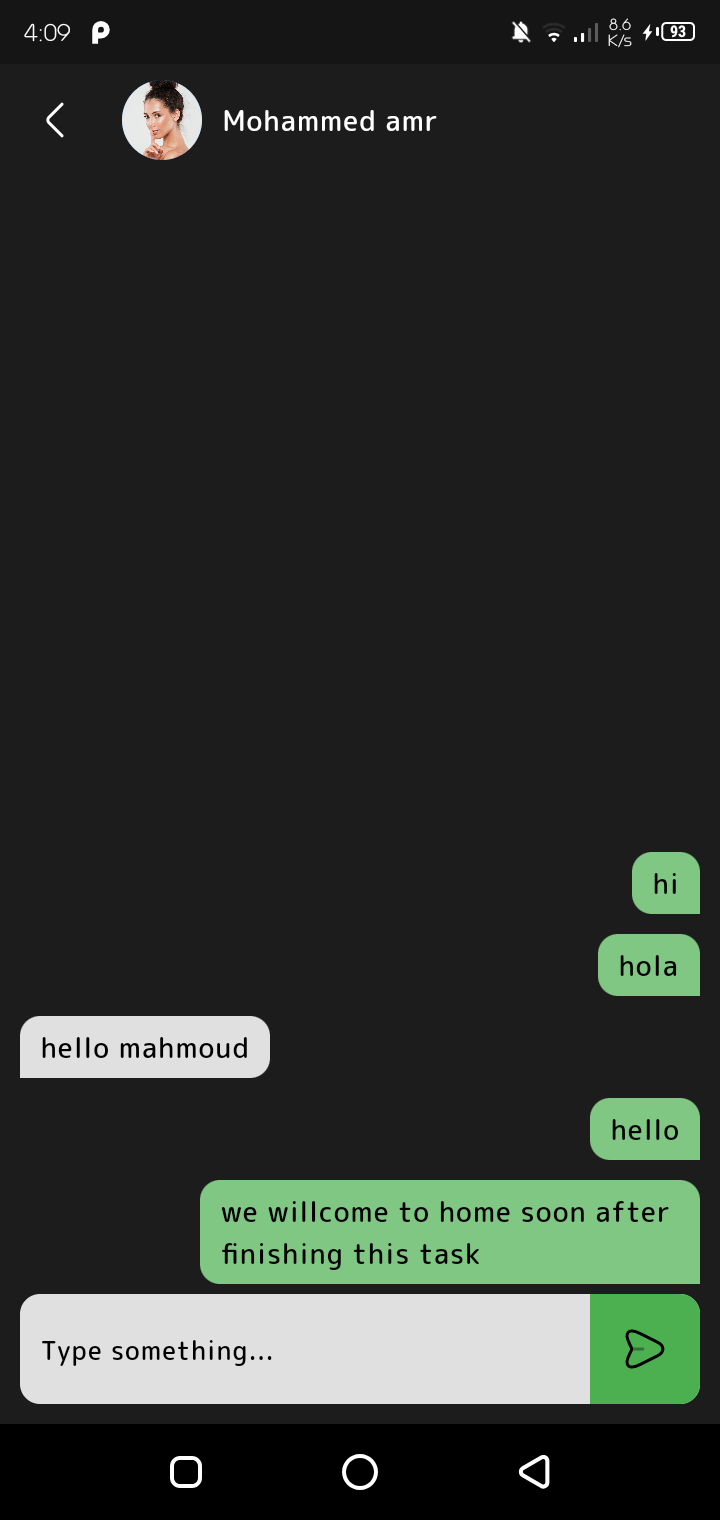 4:09
8.6
K/s
93
Mohammed amr
hi
hola
hello mahmoud
hello
we willcome to home soon after
finishing this task
Type something...